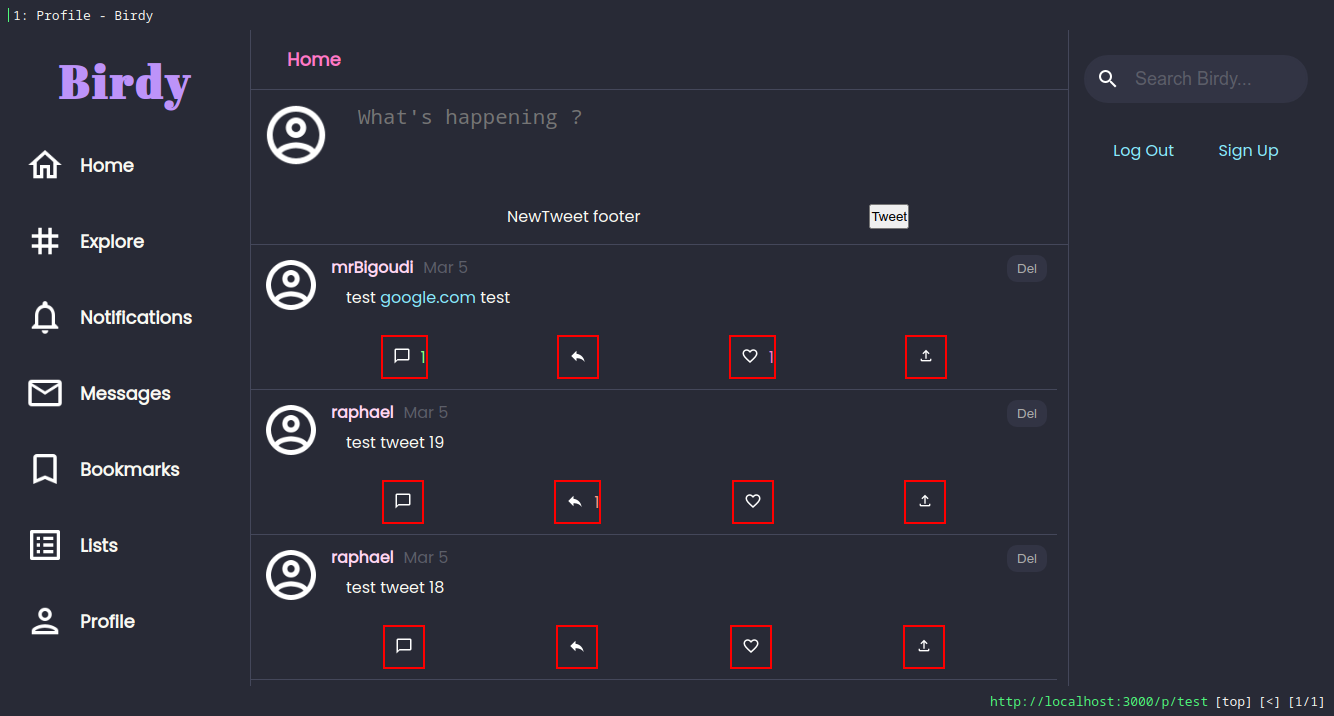 1: Profile - Birdy
Birdy
Home
Explore
Notifications
Messages
Bookmarks
Lists
Profile
Home
What's happening ?
NewTweet footer
Tweet
mrBigoudi Mar 5
Del
test google.com test
1
1
raphael Mar 5
Del
test tweet 19
1
raphael Mar 5
Del
test tweet 18
Search Birdy...
Log Out Sign Up
http://localhost:3000/p/test [top] [<] [1/1]